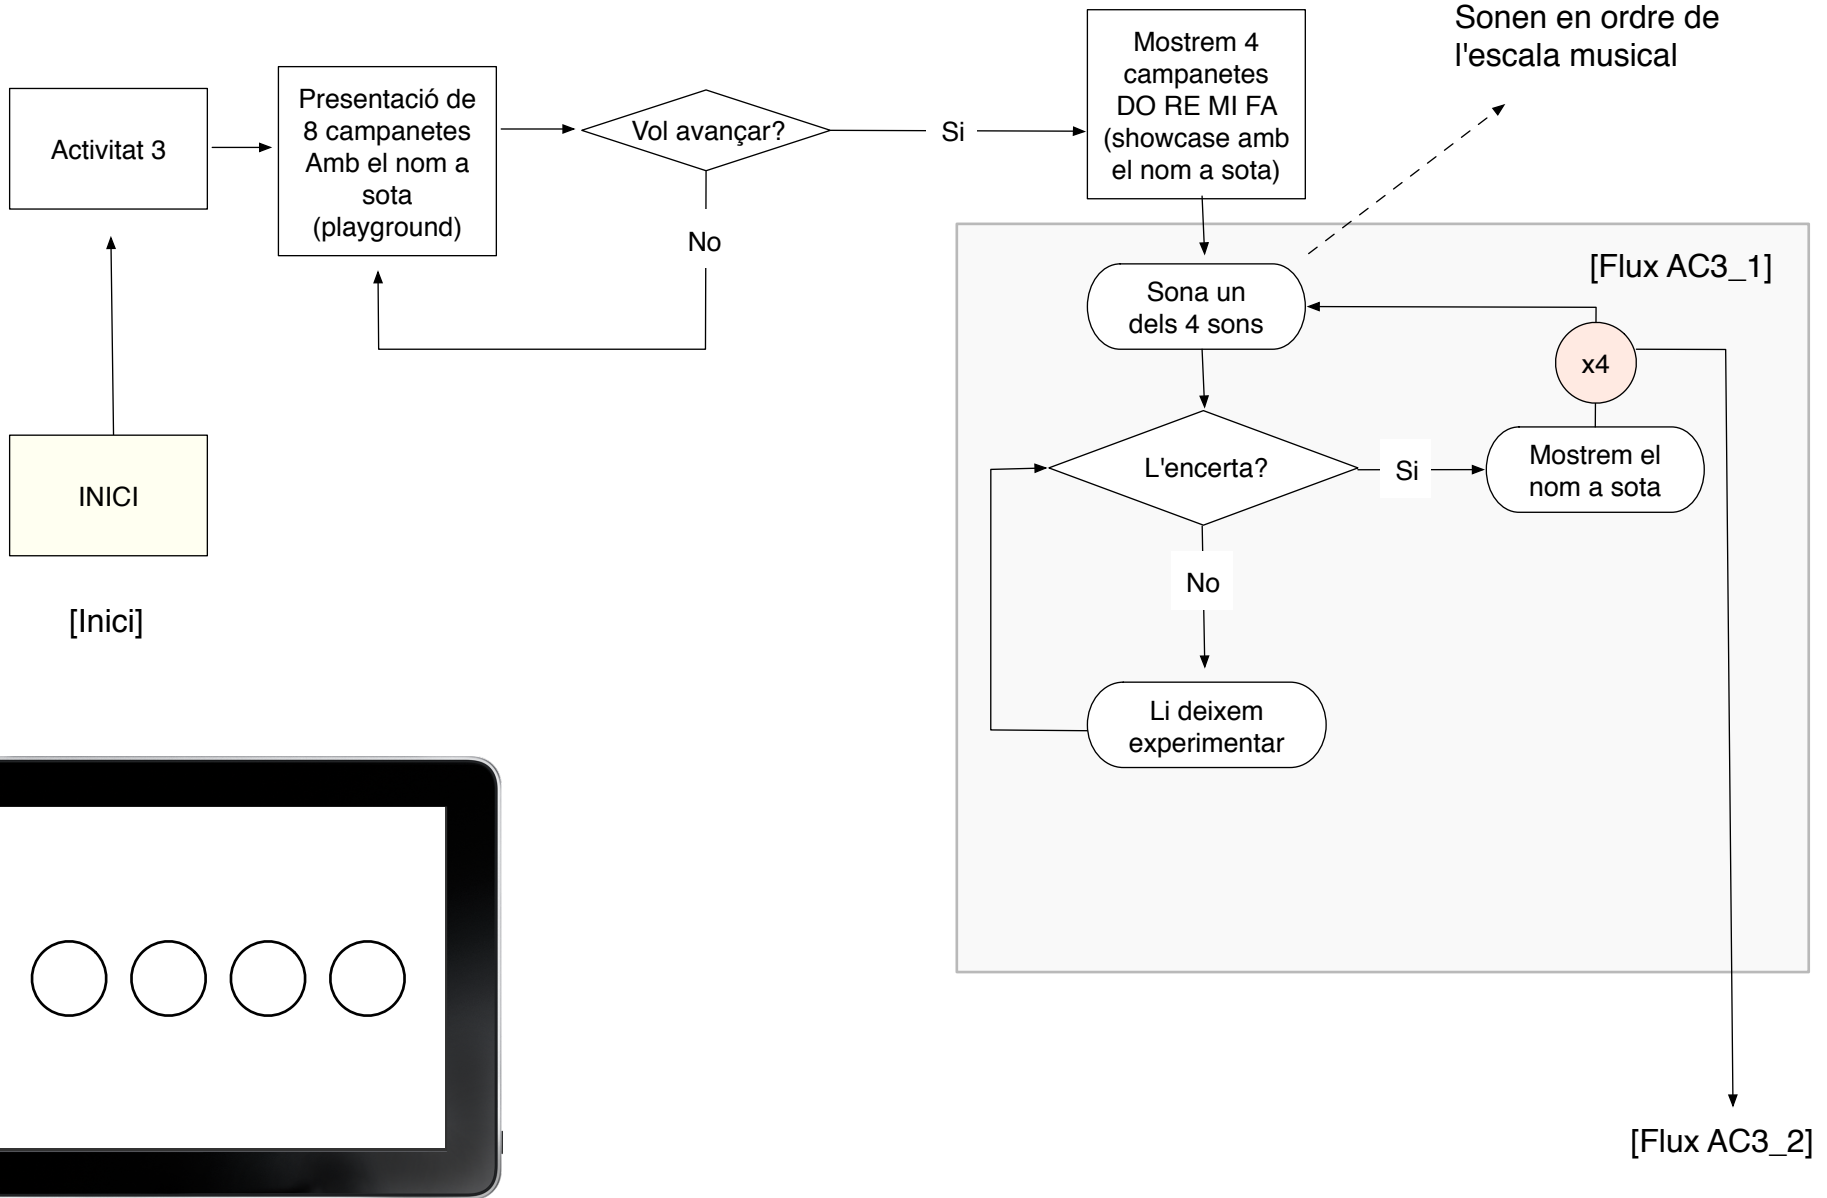 Activitat 3
Presentació de
8 campanetes
Amb el nom a
sota
(playground)
Vol avançar?
No
Si
Mostrem 4
campanetes
DO RE MI FA
(showcase amb
el nom a sota)
Sonen en ordre de
l'escala musical
INICI
[Inici]
[Flux AC3_1]
Sona un
dels 4 sons
x4
L'encerta?
Si
Mostrem el
nom a sota
No
Li deixem
experimentar
[Flux AC3_2]